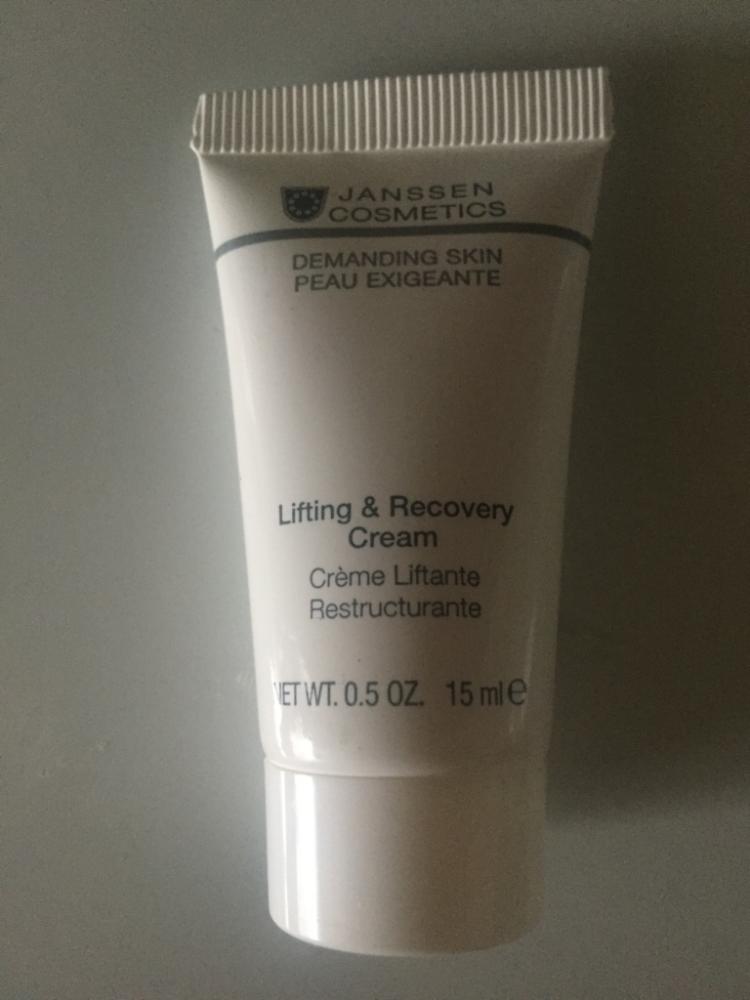 JANSSEN
COSMETICS
DEMANDING SKIN
PEAU EXIGEANTE
Lifting & Recovery
Cream
Crème Liftante
Restructurante
NET WT. 0.5 OZ. 15 ml e